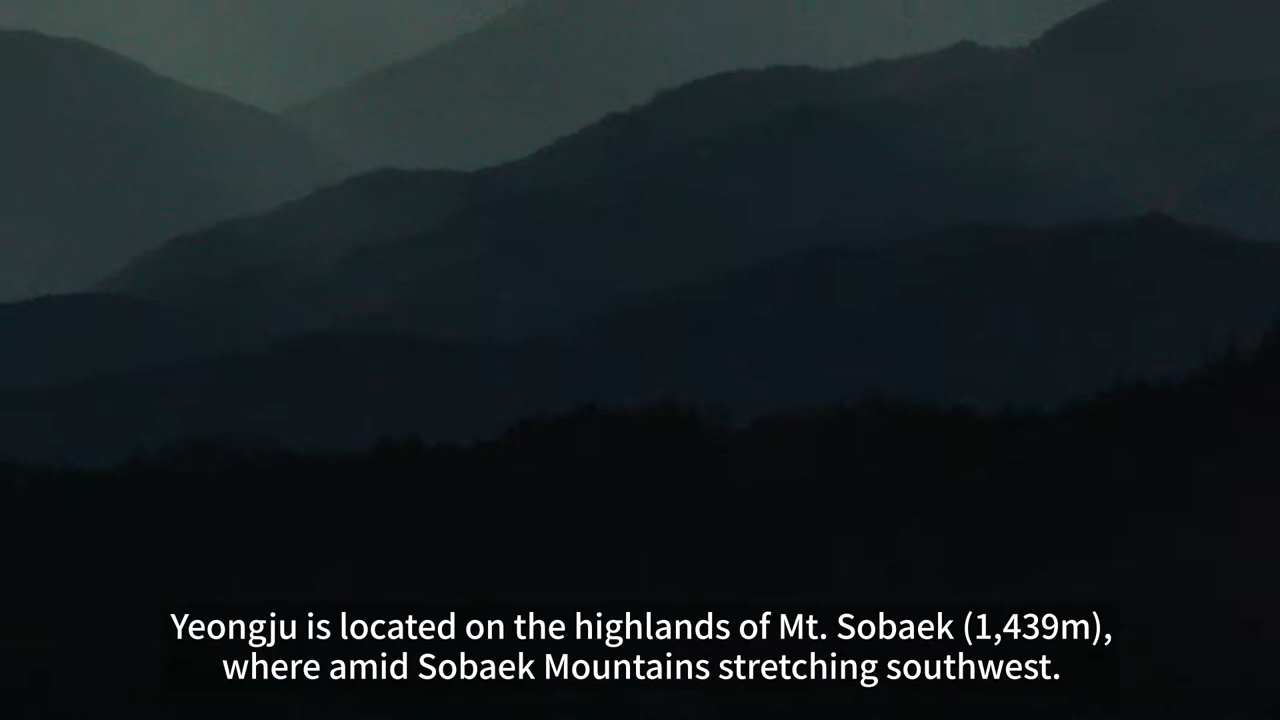 Yeongju is located on the highlands of Mt. Sobaek (1,439m),
where amid Sobaek Mountains stretching southwest.